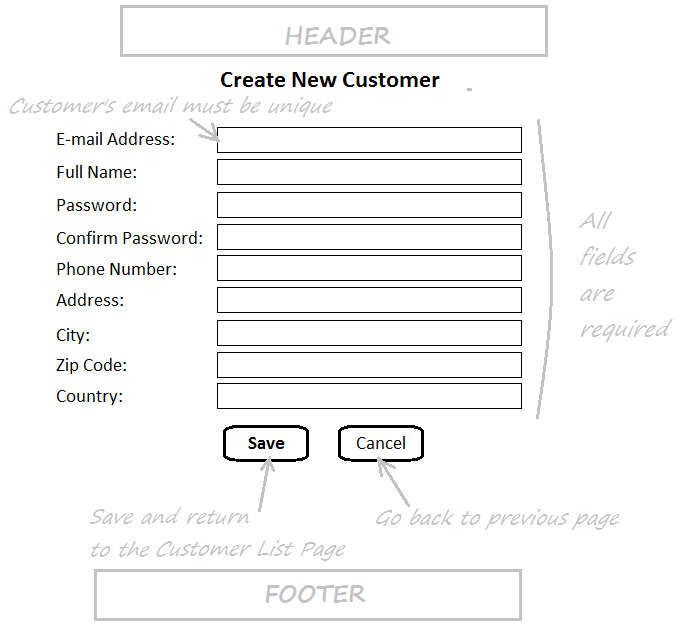 HEADER
Create New Customer
Customer's email must be unique
E-mail Address:
Full Name:
Password:
Confirm Password:
Phone Number:
Address:
City:
Zip Code:
Country:
All
fields
are
required
Save
Cancel
Save and return
to the Customer List Page
Go back to previous page
FOOTER